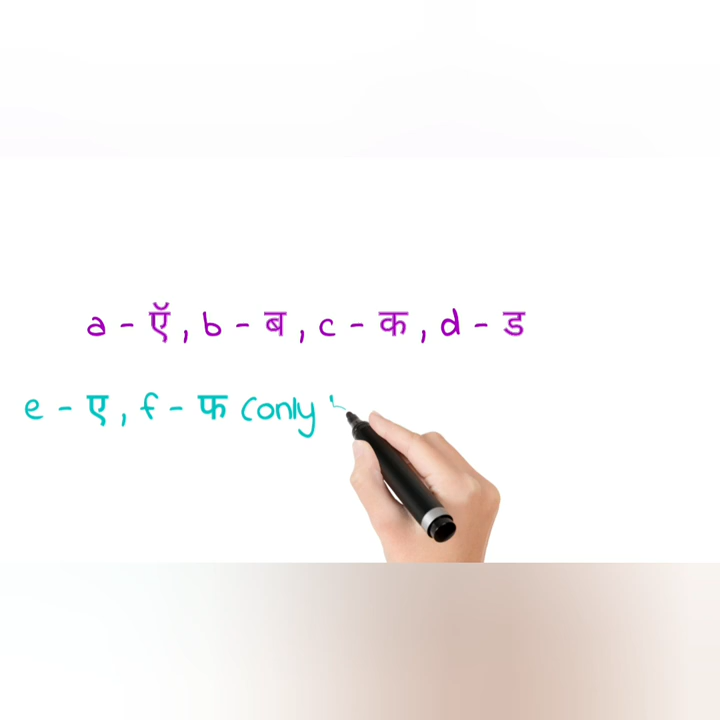 a - ऍ, b - ब, c - क, d - ड
e - ए, f - फ (only